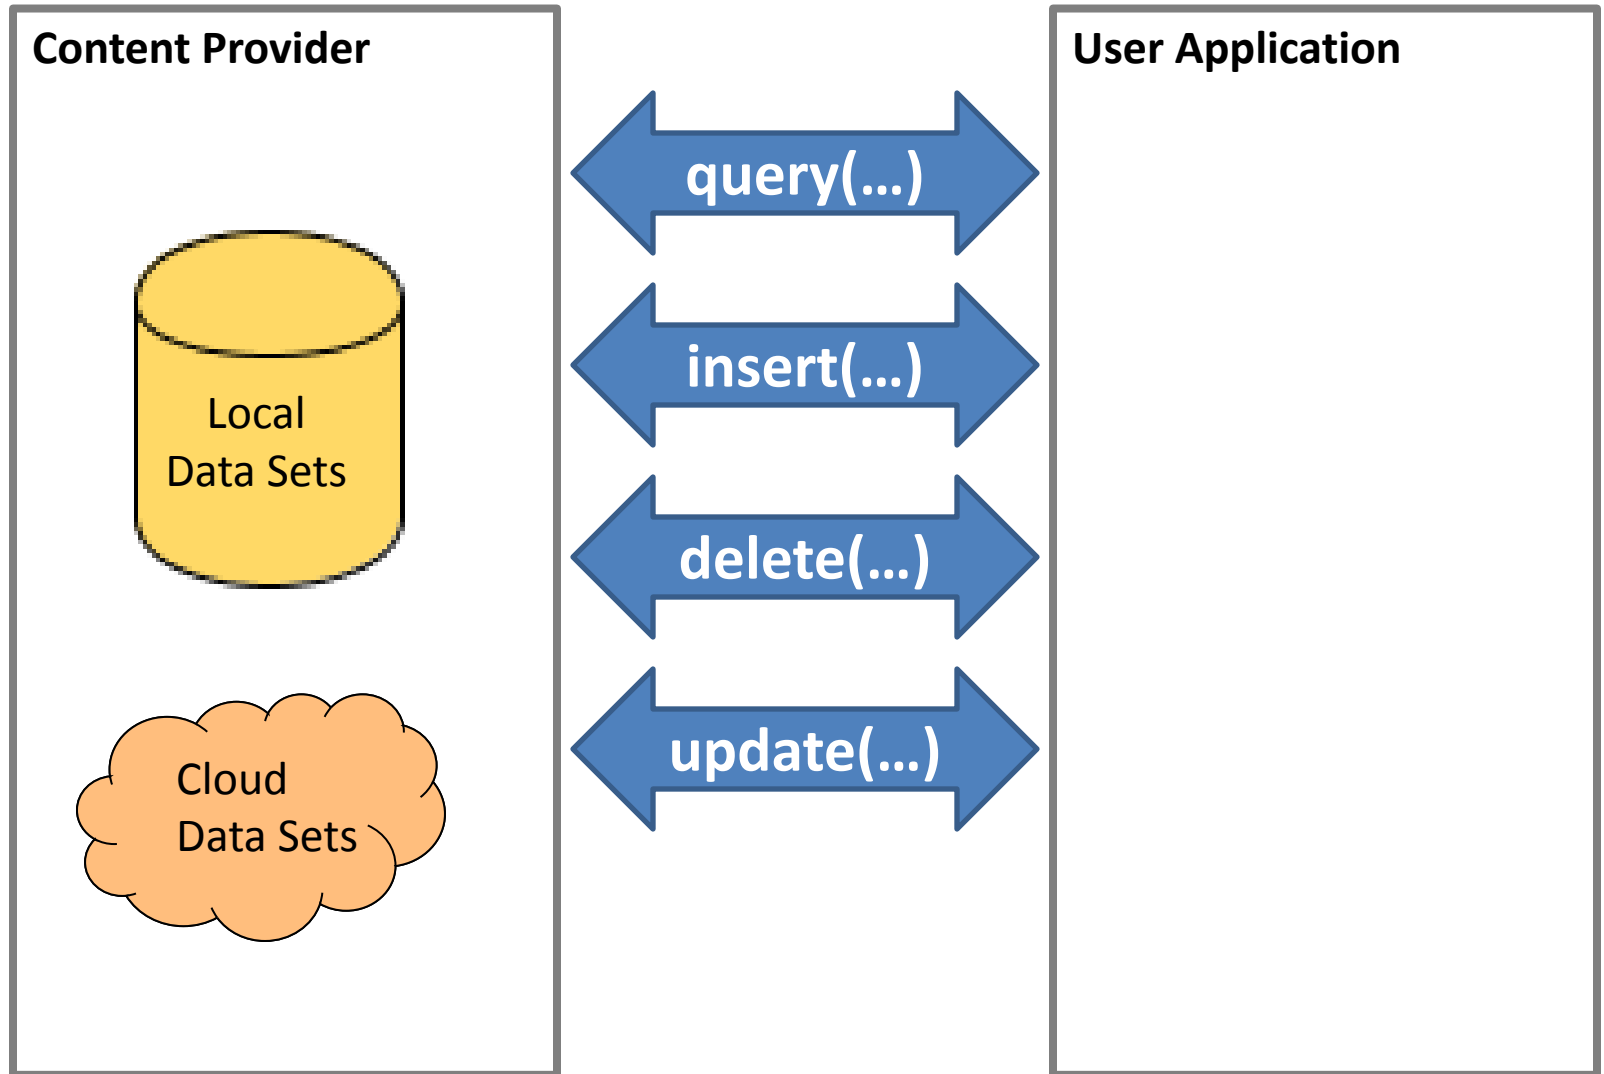 Content Provider
User Application
query(...)
insert(...)
delete(...)
update(...)
Local
Data Sets
Cloud
Data Sets